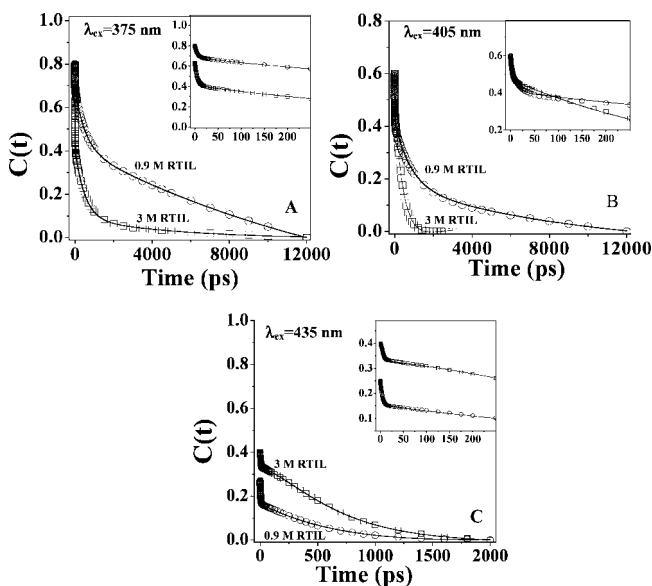 λex=375 nm
C(t)
1.0
0.8
0.6
0.4
0.2
0.0
0.9 M RTIL
3 M RTIL
A
0 4000 8000 12000
Time (ps)
1.0
0.8
0.6
0.4
0.2
0.0
0 50 100 150 200
λex=405 nm
C(t)
1.0
0.8
0.6
0.4
0.2
0.0
0.9 M RTIL
3 M RTIL
B
0 4000 8000 12000
Time (ps)
0.8
0.6
0.4
0.2
0 50 100 150 200
λex=435 nm
C(t)
1.0
0.8
0.6
0.4
0.2
0.0
3 M RTIL
0.9 M RTIL
C
0 500 1000 1500 2000
Time (ps)
0.4
0.3
0.2
0.1
0 50 100 150 200